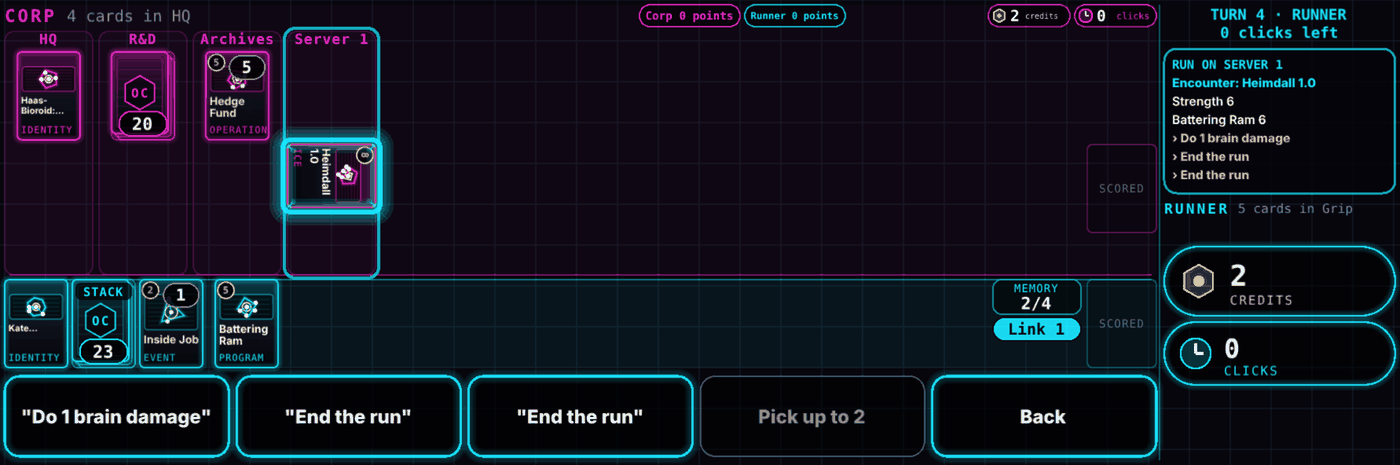 CORP 4 cards in HQ
Corp 0 points
Runner 0 points
2 credits
0 clicks
HQ
R&D
Archives
Server 1
Haas-
Bioroid:...
IDENTITY
OC
20
5
5
Hedge
Fund
OPERATION
Heimdall
1.0
ICE
8
SCORED
TURN 4 · RUNNER
0 clicks left
RUN ON SERVER 1
Encounter: Heimdall 1.0
Strength 6
Battering Ram 6
› Do 1 brain damage
› End the run
› End the run
RUNNER 5 cards in Grip
2
CREDITS
0
CLICKS
Kate...
IDENTITY
STACK
OC
23
2
1
Inside Job
EVENT
5
Battering
Ram
PROGRAM
MEMORY
2/4
Link 1
SCORED
"Do 1 brain damage"
"End the run"
"End the run"
Pick up to 2
Back